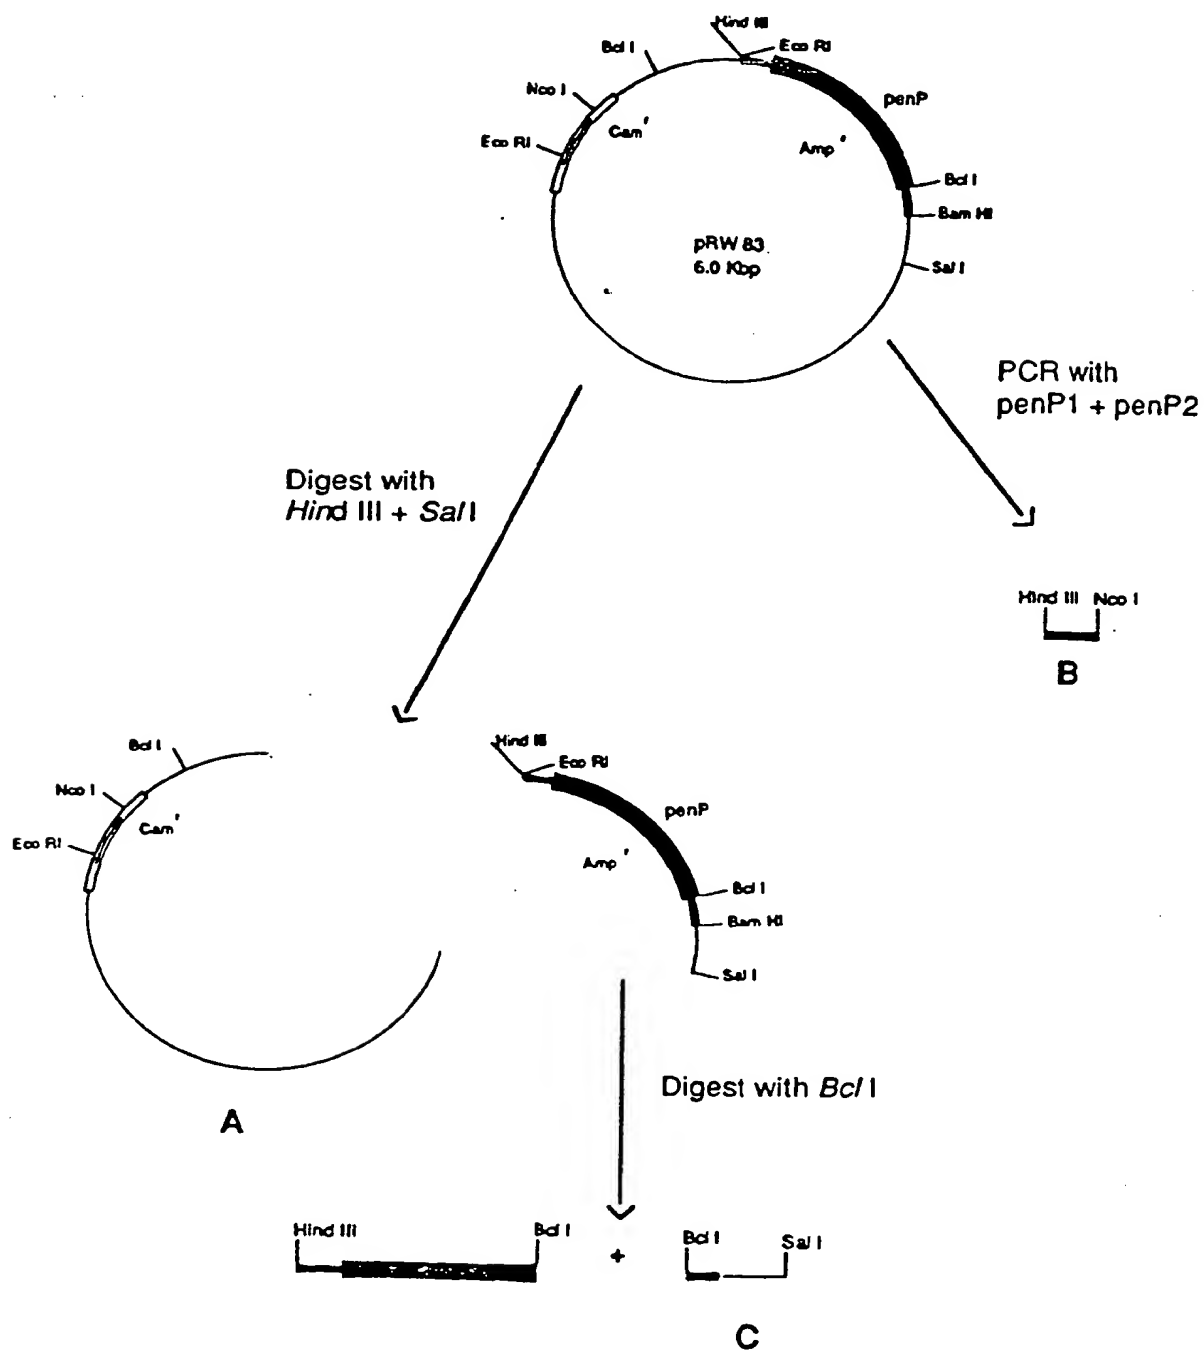 Hind III
Eco RI
Bcl I
penP
Nco I
Cam r
Amp r
Eco RI
Bcl I
Bam HI
pRW 83
6.0 Kbp
Sal I
PCR with
penP1 + penP2
Digest with
Hind III + Sal I
Hind III Nco I
B
Bcl I
Hind III
Eco RI
Nco I
penP
Cam r
Eco RI
Amp r
Bcl I
Bam HI
Sal I
Digest with Bcl I
A
Hind III
Bcl I
+
Bcl I
Sal I
C